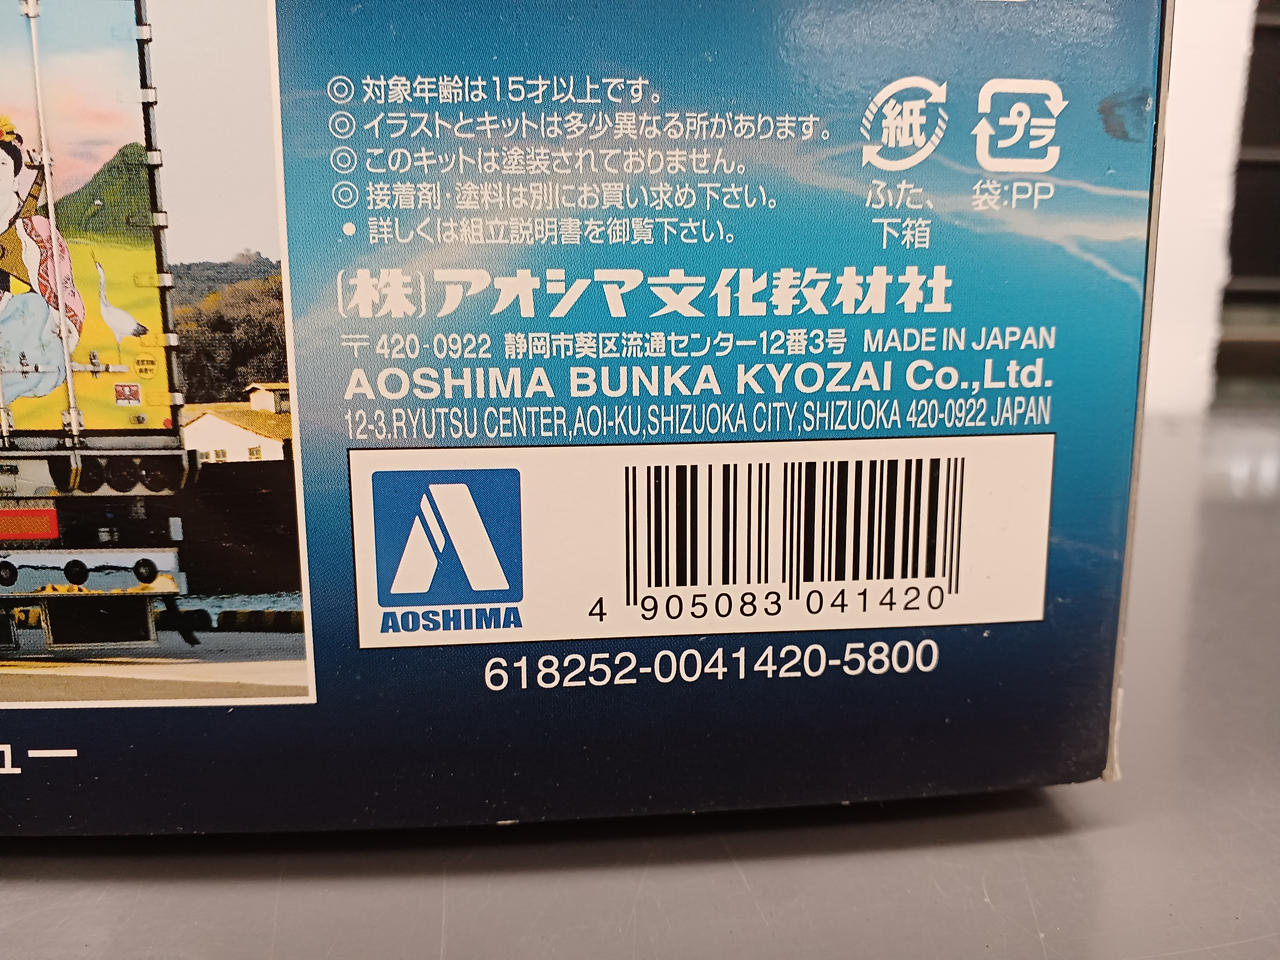 ◎ 対象年齢は15才以上です。
◎ イラストとキットは多少異なる所があります。
◎ このキットは塗装されておりません。
◎ 接着剤・塗料は別にお買い求め下さい。
● 詳しくは組立説明書を御覧下さい。
紙
ふた、
下箱
プラ
袋:PP
(株)アオシマ文化教材社
〒420-0922 静岡市葵区流通センター12番3号 MADE IN JAPAN
AOSHIMA BUNKA KYOZAI Co.,Ltd.
12-3.RYUTSU CENTER,AOI-KU,SHIZUOKA CITY,SHIZUOKA 420-0922 JAPAN
AOSHIMA
4 905083 041420
618252-0041420-5800
ュー